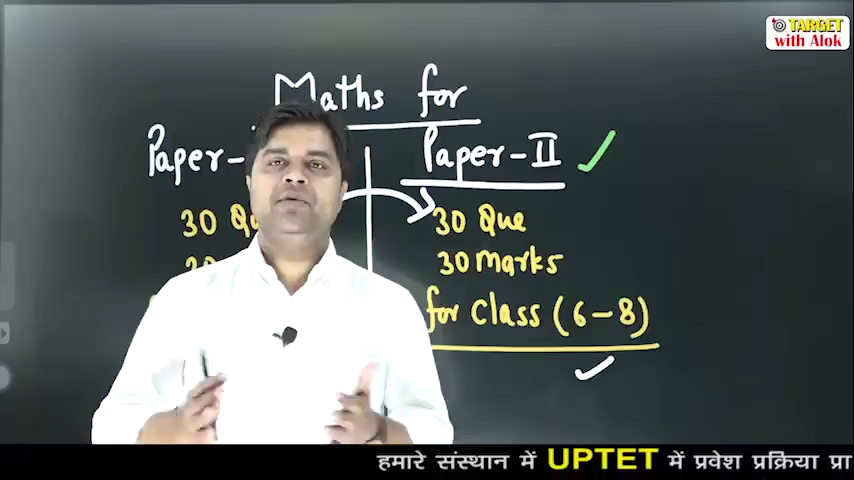 TARGET
with Alok
Maths for
Paper-
Paper-II
30
30 Que
30 Marks
for Class (6-8)
हमारे संस्थान में UPTET में प्रवेश प्रक्रिया प्रा